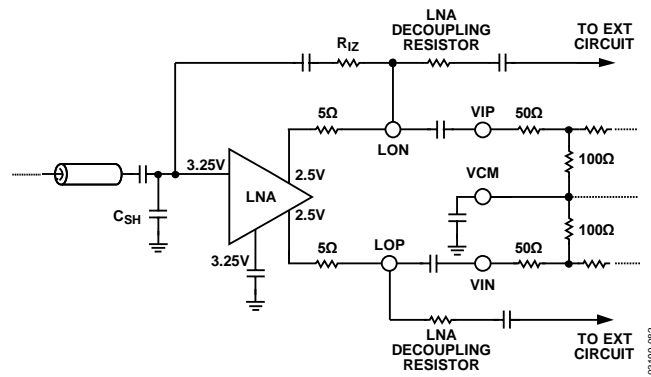 LNA
DECOUPLING
RESISTOR
TO EXT
CIRCUIT
RIZ
5Ω
VIP
50Ω
LON
100Ω
3.25V
2.5V
LNA
VCM
CSH
2.5V
100Ω
3.25V
5Ω
LOP
50Ω
VIN
LNA
DECOUPLING
RESISTOR
TO EXT
CIRCUIT